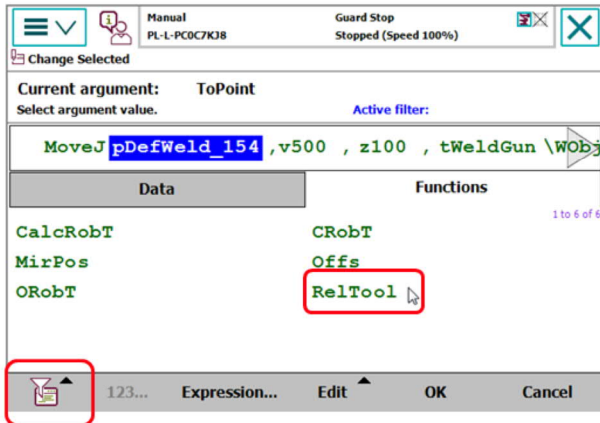 Manual
Guard Stop
PL-L-PC0C7KJ8
Stopped (Speed 100%)
Change Selected
Current argument: ToPoint
Select argument value. Active filter:
MoveJ pDefWeld_154 ,v500 , z100 , tWeldGun \WObj
Data Functions
1 to 6 of 6
CalcRobT CRobT
MirPos Offs
ORobT RelTool
123... Expression... Edit OK Cancel